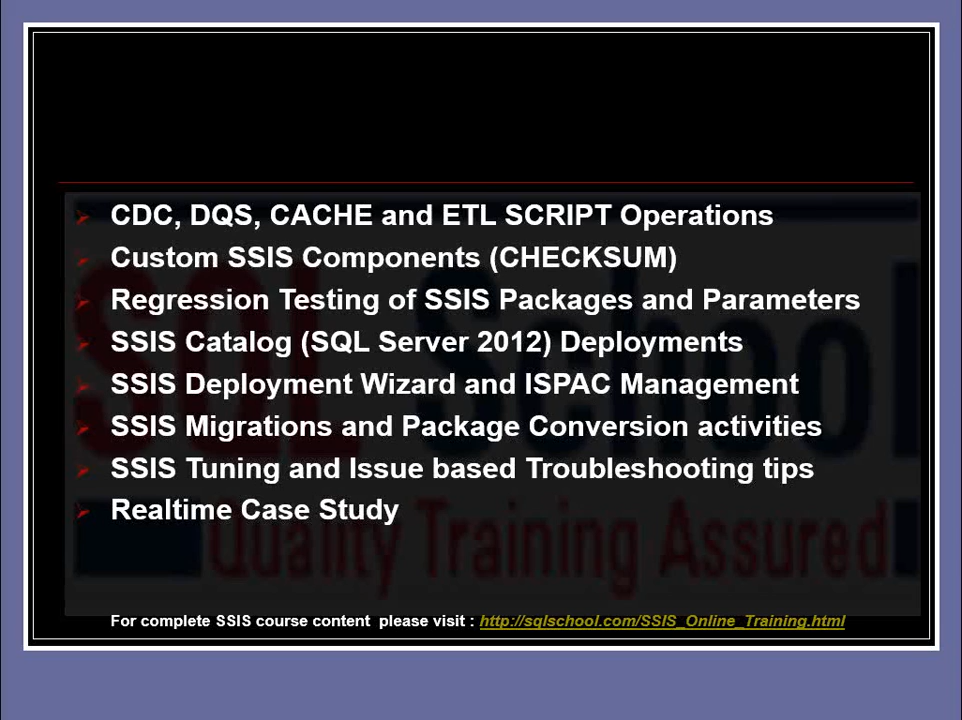 CDC, DQS, CACHE and ETL SCRIPT Operations
Custom SSIS Components (CHECKSUM)
Regression Testing of SSIS Packages and Parameters
SSIS Catalog (SQL Server 2012) Deployments
SSIS Deployment Wizard and ISPAC Management
SSIS Migrations and Package Conversion activities
SSIS Tuning and Issue based Troubleshooting tips
Realtime Case Study
SQL School
Quality Training Assured
For complete SSIS course content please visit : http://sqlschool.com/SSIS_Online_Training.html